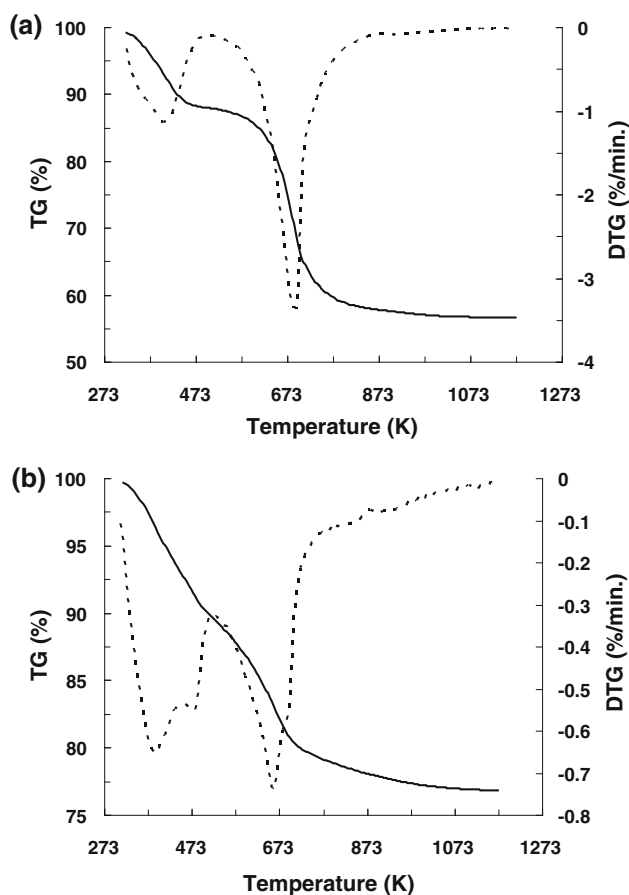 (a)
100
90
80
70
60
50
TG (%)
0
-1
-2
-3
-4
DTG (%/min.)
273 473 673 873 1073 1273
Temperature (K)
(b)
100
95
90
85
80
75
TG (%)
0
-0.1
-0.2
-0.3
-0.4
-0.5
-0.6
-0.7
-0.8
DTG (%/min.)
273 473 673 873 1073 1273
Temperature (K)